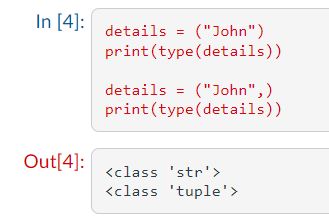 In [4]:
details = ("John")
print(type(details))
details = ("John",)
print(type(details))
Out[4]:
<class 'str'>
<class 'tuple'>